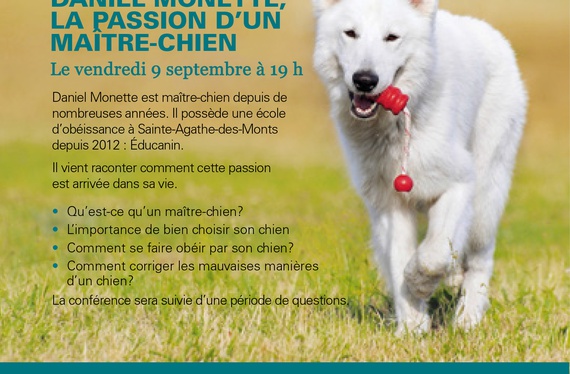 DANIEL MONETTE,
LA PASSION D'UN
MAÎTRE-CHIEN
Le vendredi 9 septembre à 19 h
Daniel Monette est maître-chien depuis de
nombreuses années. Il possède une école
d'obéissance à Sainte-Agathe-des-Monts
depuis 2012 : Éducanin.
Il vient raconter comment cette passion
est arrivée dans sa vie.
• Qu'est-ce qu'un maître-chien?
• L'importance de bien choisir son chien
• Comment se faire obéir par son chien?
• Comment corriger les mauvaises manières
d'un chien?
La conférence sera suivie d'une période de questions.